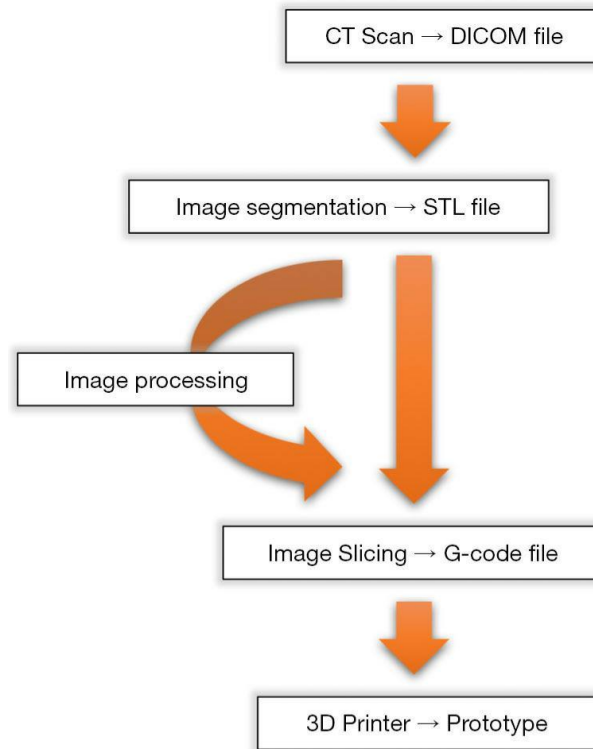 CT Scan → DICOM file
Image segmentation → STL file
Image processing
Image Slicing → G-code file
3D Printer → Prototype